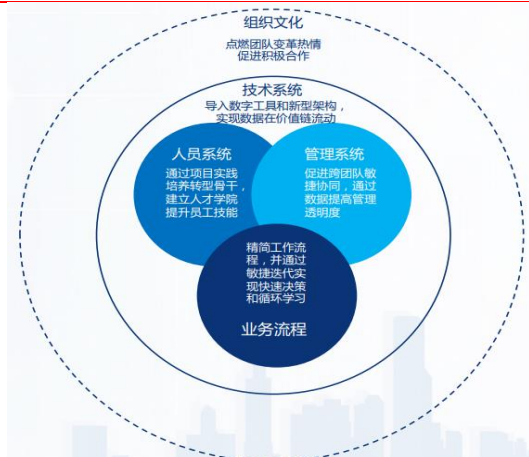 组织文化
点燃团队变革热情
促进积极合作
技术系统
导入数字工具和新型架构，
实现数据在价值链流动
人员系统
通过项目实践
培养转型骨干，
建立人才学院
提升员工技能
管理系统
促进跨团队敏
捷协同，通过
数据提高管理
透明度
精简工作流
程，并通过
敏捷迭代实
现快速决策
和循环学习
业务流程